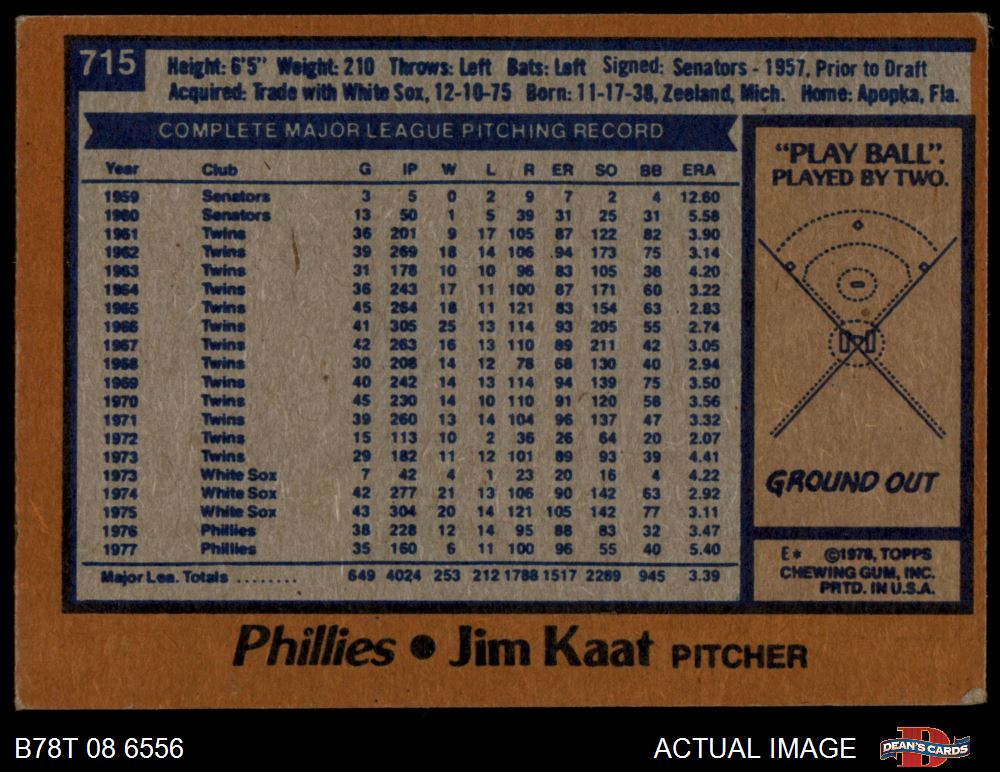 715
Height: 6'5" Weight: 210 Throws: Left Bats: Left Signed: Senators - 1957, Prior to Draft
Acquired: Trade with White Sox, 12-10-75 Born: 11-17-38, Zeeland, Mich. Home: Apopka, Fla.
COMPLETE MAJOR LEAGUE PITCHING RECORD
Year Club G IP W L R ER SO BB ERA
1959 Senators 3 5 0 2 9 7 2 4 12.60
1960 Senators 13 50 1 5 39 31 25 31 5.58
1961 Twins 36 201 9 17 105 87 122 82 3.90
1962 Twins 39 269 18 14 106 94 173 75 3.14
1963 Twins 31 178 10 10 96 83 105 38 4.20
1964 Twins 36 243 17 11 100 87 171 60 3.22
1965 Twins 45 264 18 11 121 83 154 63 2.83
1966 Twins 41 305 25 13 114 93 205 55 2.74
1967 Twins 42 263 16 13 110 89 211 42 3.05
1968 Twins 30 208 14 12 78 68 130 40 2.94
1969 Twins 40 242 14 13 114 94 139 75 3.50
1970 Twins 45 230 14 10 110 91 120 58 3.56
1971 Twins 39 260 13 14 104 96 137 47 3.32
1972 Twins 15 113 10 2 36 26 64 20 2.07
1973 Twins 29 182 11 12 101 89 93 39 4.41
1973 White Sox 7 42 4 1 23 20 16 4 4.22
1974 White Sox 42 277 21 13 106 90 142 63 2.92
1975 White Sox 43 304 20 14 121 105 142 77 3.11
1976 Phillies 38 228 12 14 95 88 83 32 3.47
1977 Phillies 35 160 6 11 100 96 55 40 5.40
Major Lea. Totals ........ 649 4024 253 212 1788 1517 2289 945 3.39
"PLAY BALL".
PLAYED BY TWO.
GROUND OUT
E* ©1978, TOPPS
CHEWING GUM, INC.
PRTD. IN U.S.A.
Phillies • Jim Kaat PITCHER
B78T 08 6556
ACTUAL IMAGE
D
DEAN'S CARDS